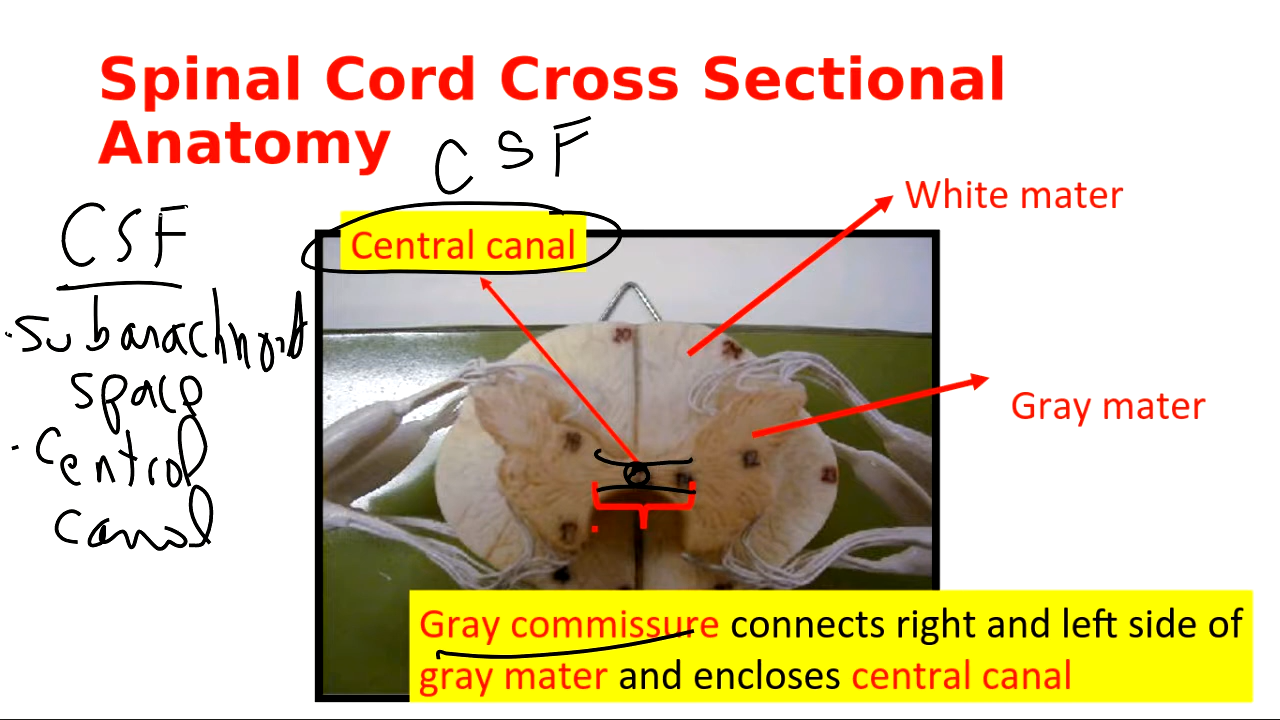 Spinal Cord Cross Sectional
Anatomy
CSF
CSF
Subarachnoid
space
Central
canal
Central canal
White mater
Gray mater
Gray commissure connects right and left side of
gray mater and encloses central canal